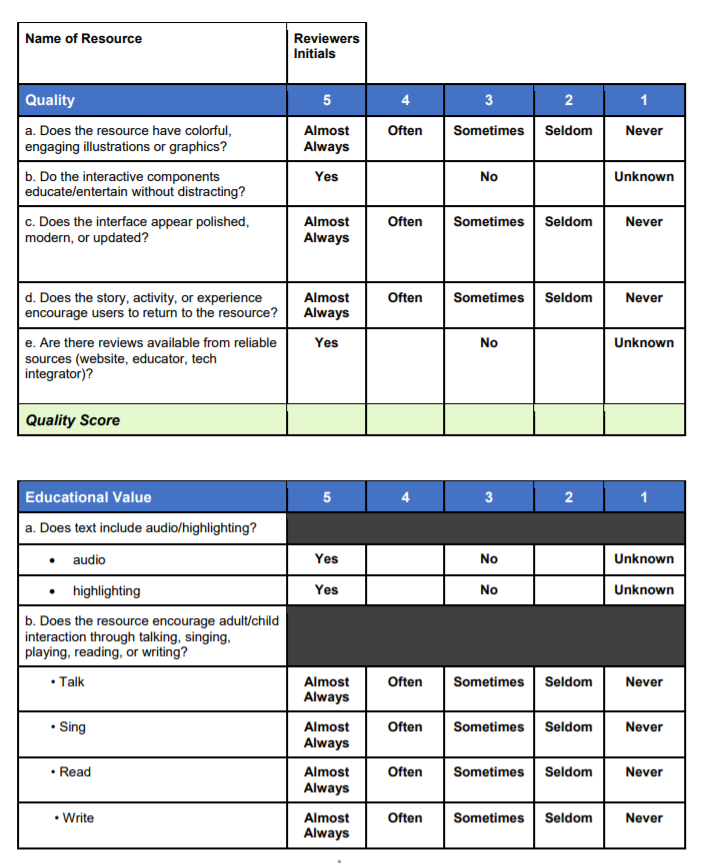 Name of Resource
Reviewers
Initials
Quality 5 4 3 2 1
a. Does the resource have colorful,
engaging illustrations or graphics?
Almost
Always
Often Sometimes Seldom Never
b. Do the interactive components
educate/entertain without distracting?
Yes No Unknown
c. Does the interface appear polished,
modern, or updated?
Almost
Always
Often Sometimes Seldom Never
d. Does the story, activity, or experience
encourage users to return to the resource?
Almost
Always
Often Sometimes Seldom Never
e. Are there reviews available from reliable
sources (website, educator, tech
integrator)?
Yes No Unknown
Quality Score
Educational Value 5 4 3 2 1
a. Does text include audio/highlighting?
• audio Yes No Unknown
• highlighting Yes No Unknown
b. Does the resource encourage adult/child
interaction through talking, singing,
playing, reading, or writing?
• Talk
Almost
Always
Often Sometimes Seldom Never
• Sing
Almost
Always
Often Sometimes Seldom Never
• Read
Almost
Always
Often Sometimes Seldom Never
• Write
Almost
Always
Often Sometimes Seldom Never